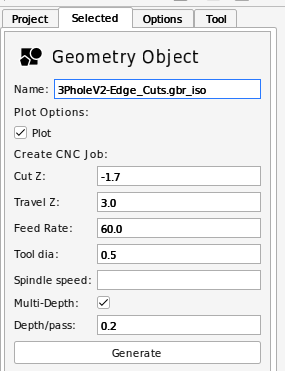 Project Selected Options Tool
Geometry Object
Name: 3PholeV2-Edge_Cuts.gbr_iso
Plot Options:
Plot
Create CNC Job:
Cut Z: -1.7
Travel Z: 3.0
Feed Rate: 60.0
Tool dia: 0.5
Spindle speed:
Multi-Depth:
Depth/pass: 0.2
Generate